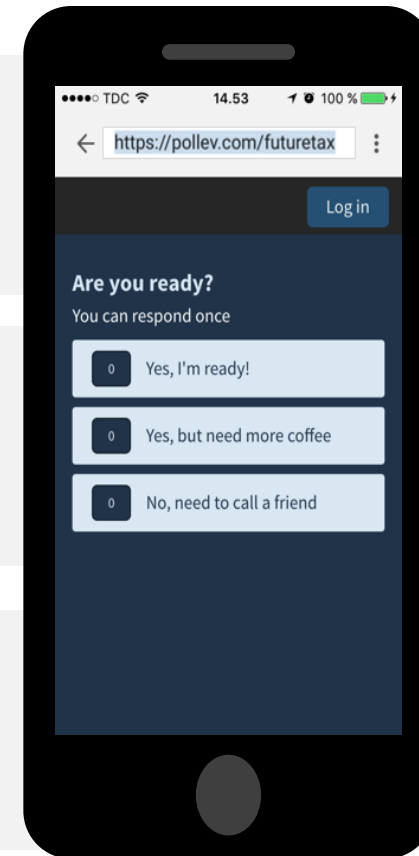 TDC 14.53 100 %
https://pollev.com/futuretax
Log in
Are you ready?
You can respond once
0 Yes, I'm ready!
0 Yes, but need more coffee
0 No, need to call a friend